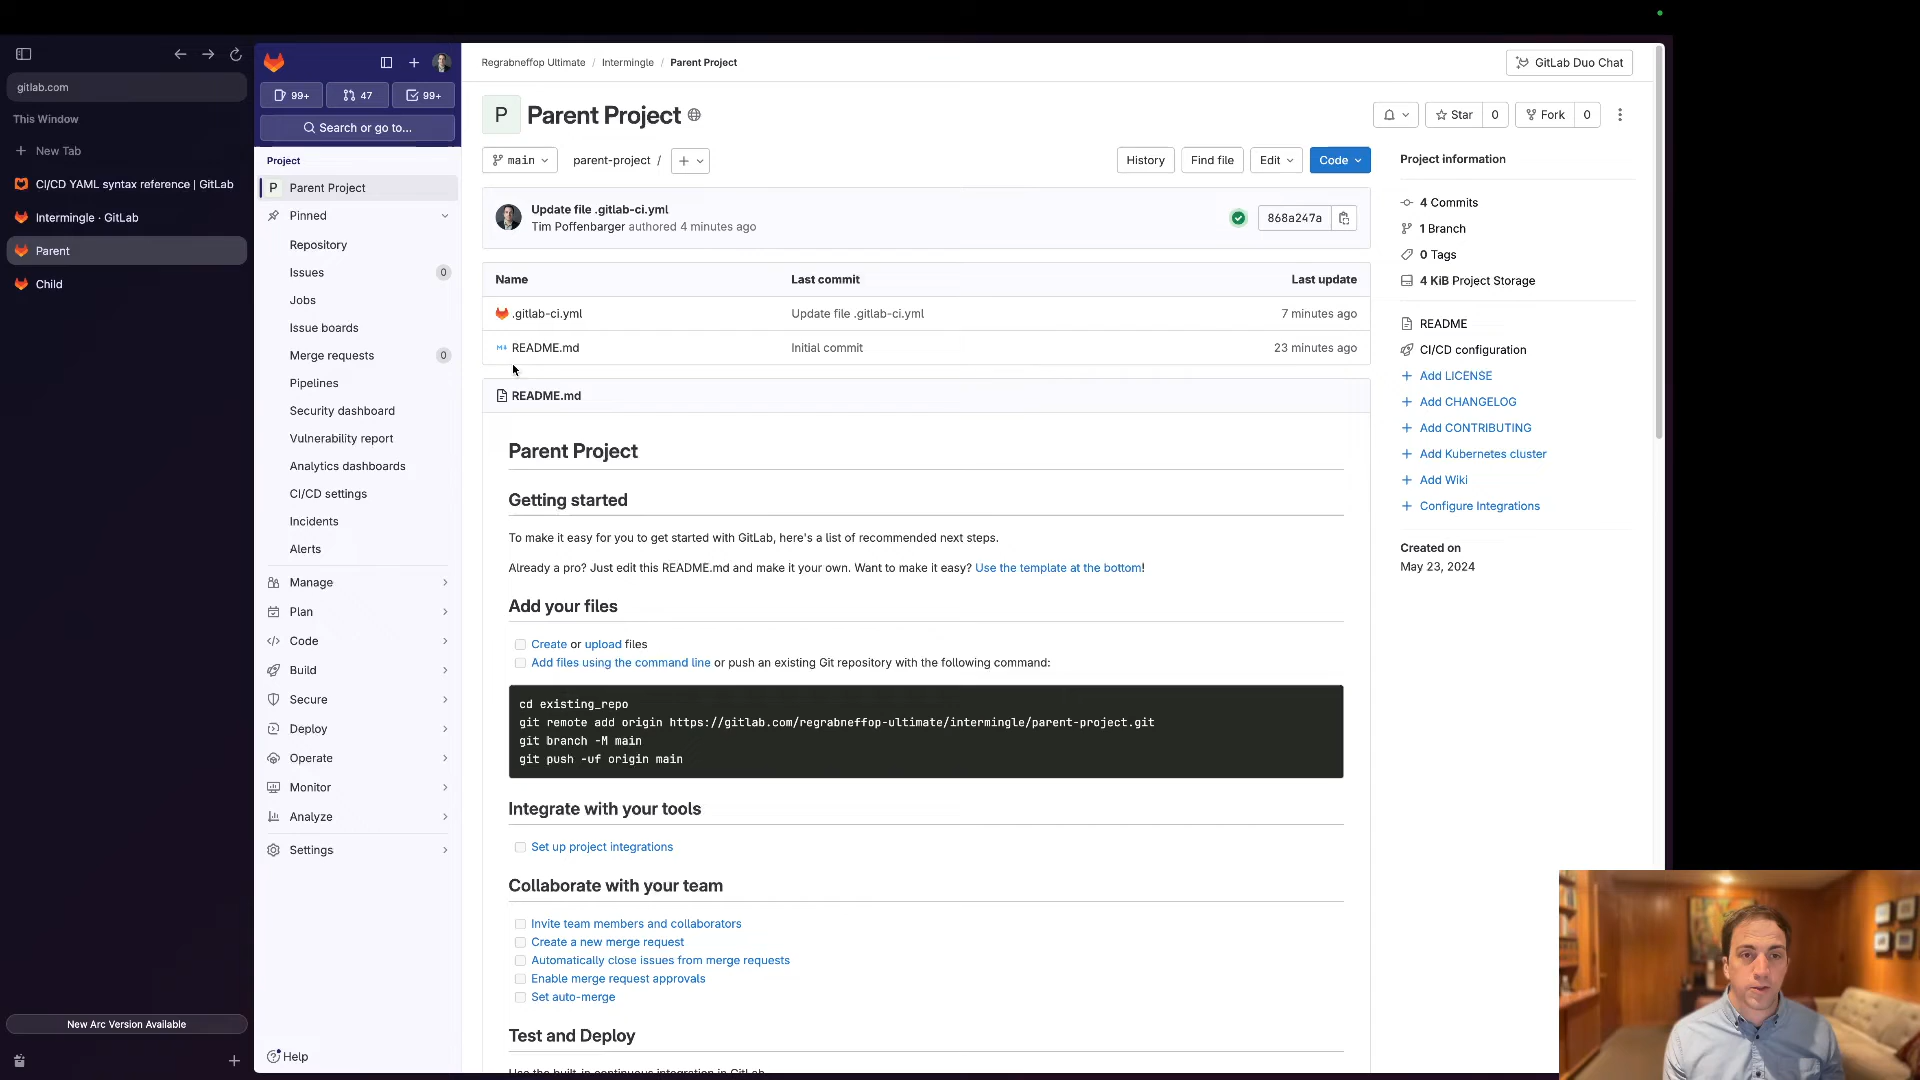 gitlab.com
This Window
New Tab
CI/CD YAML syntax reference | GitLab
Intermingle · GitLab
Parent
Child
New Arc Version Available
99+
47
99+
Search or go to...
Project
P Parent Project
Pinned
Repository
Issues 0
Jobs
Issue boards
Merge requests 0
Pipelines
Security dashboard
Vulnerability report
Analytics dashboards
CI/CD settings
Incidents
Alerts
Manage
Plan
Code
Build
Secure
Deploy
Operate
Monitor
Analyze
Settings
Help
Regrabneffop Ultimate / Intermingle / Parent Project
GitLab Duo Chat
P Parent Project
Star 0
Fork 0
main
parent-project /
History
Find file
Edit
Code
Update file .gitlab-ci.yml
Tim Poffenbarger authored 4 minutes ago
868a247a
Name Last commit Last update
.gitlab-ci.yml Update file .gitlab-ci.yml 7 minutes ago
README.md Initial commit 23 minutes ago
README.md
Parent Project
Getting started
To make it easy for you to get started with GitLab, here's a list of recommended next steps.
Already a pro? Just edit this README.md and make it your own. Want to make it easy? Use the template at the bottom!
Add your files
Create or upload files
Add files using the command line or push an existing Git repository with the following command:
cd existing_repo
git remote add origin https://gitlab.com/regrabneffop-ultimate/intermingle/parent-project.git
git branch -M main
git push -uf origin main
Integrate with your tools
Set up project integrations
Collaborate with your team
Invite team members and collaborators
Create a new merge request
Automatically close issues from merge requests
Enable merge request approvals
Set auto-merge
Test and Deploy
Use the built-in continuous integration in GitLab.
Project information
4 Commits
1 Branch
0 Tags
4 KiB Project Storage
README
CI/CD configuration
Add LICENSE
Add CHANGELOG
Add CONTRIBUTING
Add Kubernetes cluster
Add Wiki
Configure Integrations
Created on
May 23, 2024